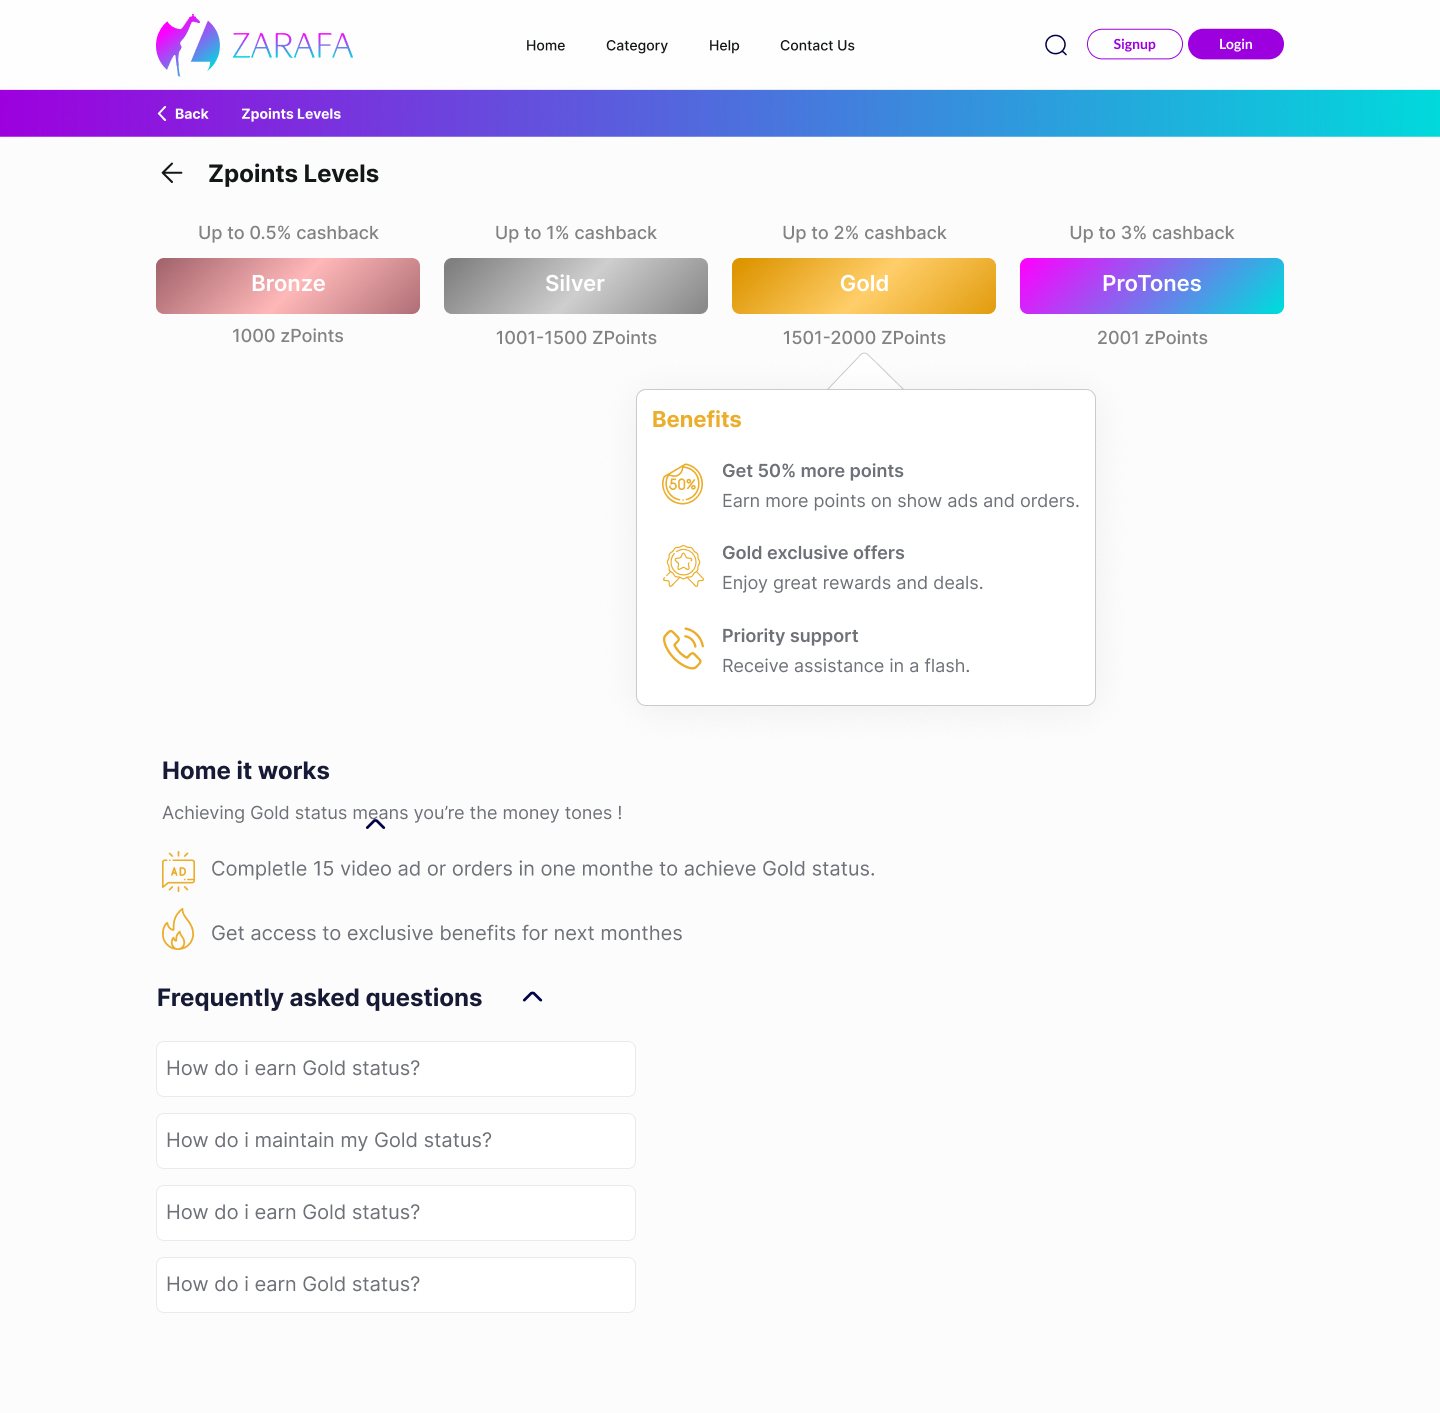 ZARAFA
Home
Category
Help
Contact Us
Signup
Login
Back
Zpoints Levels
Zpoints Levels
Up to 0.5% cashback
Up to 1% cashback
Up to 2% cashback
Up to 3% cashback
Bronze
Silver
Gold
ProTones
1000 zPoints
1001-1500 ZPoints
1501-2000 ZPoints
2001 zPoints
Benefits
50%
Get 50% more points
Earn more points on show ads and orders.
Gold exclusive offers
Enjoy great rewards and deals.
Priority support
Receive assistance in a flash.
Home it works
Achieving Gold status means you’re the money tones !
AD
Completle 15 video ad or orders in one monthe to achieve Gold status.
Get access to exclusive benefits for next monthes
Frequently asked questions
How do i earn Gold status?
How do i maintain my Gold status?
How do i earn Gold status?
How do i earn Gold status?